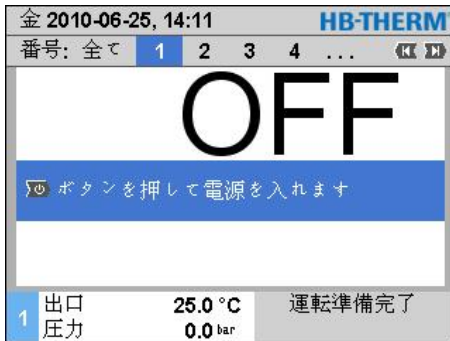 金 2010-06-25, 14:11 HB-THERM
番号: 全て 1 2 3 4 ...
OFF
ボタンを押して電源を入れます
1 出口 25.0 °C 運転準備完了
圧力 0.0 bar